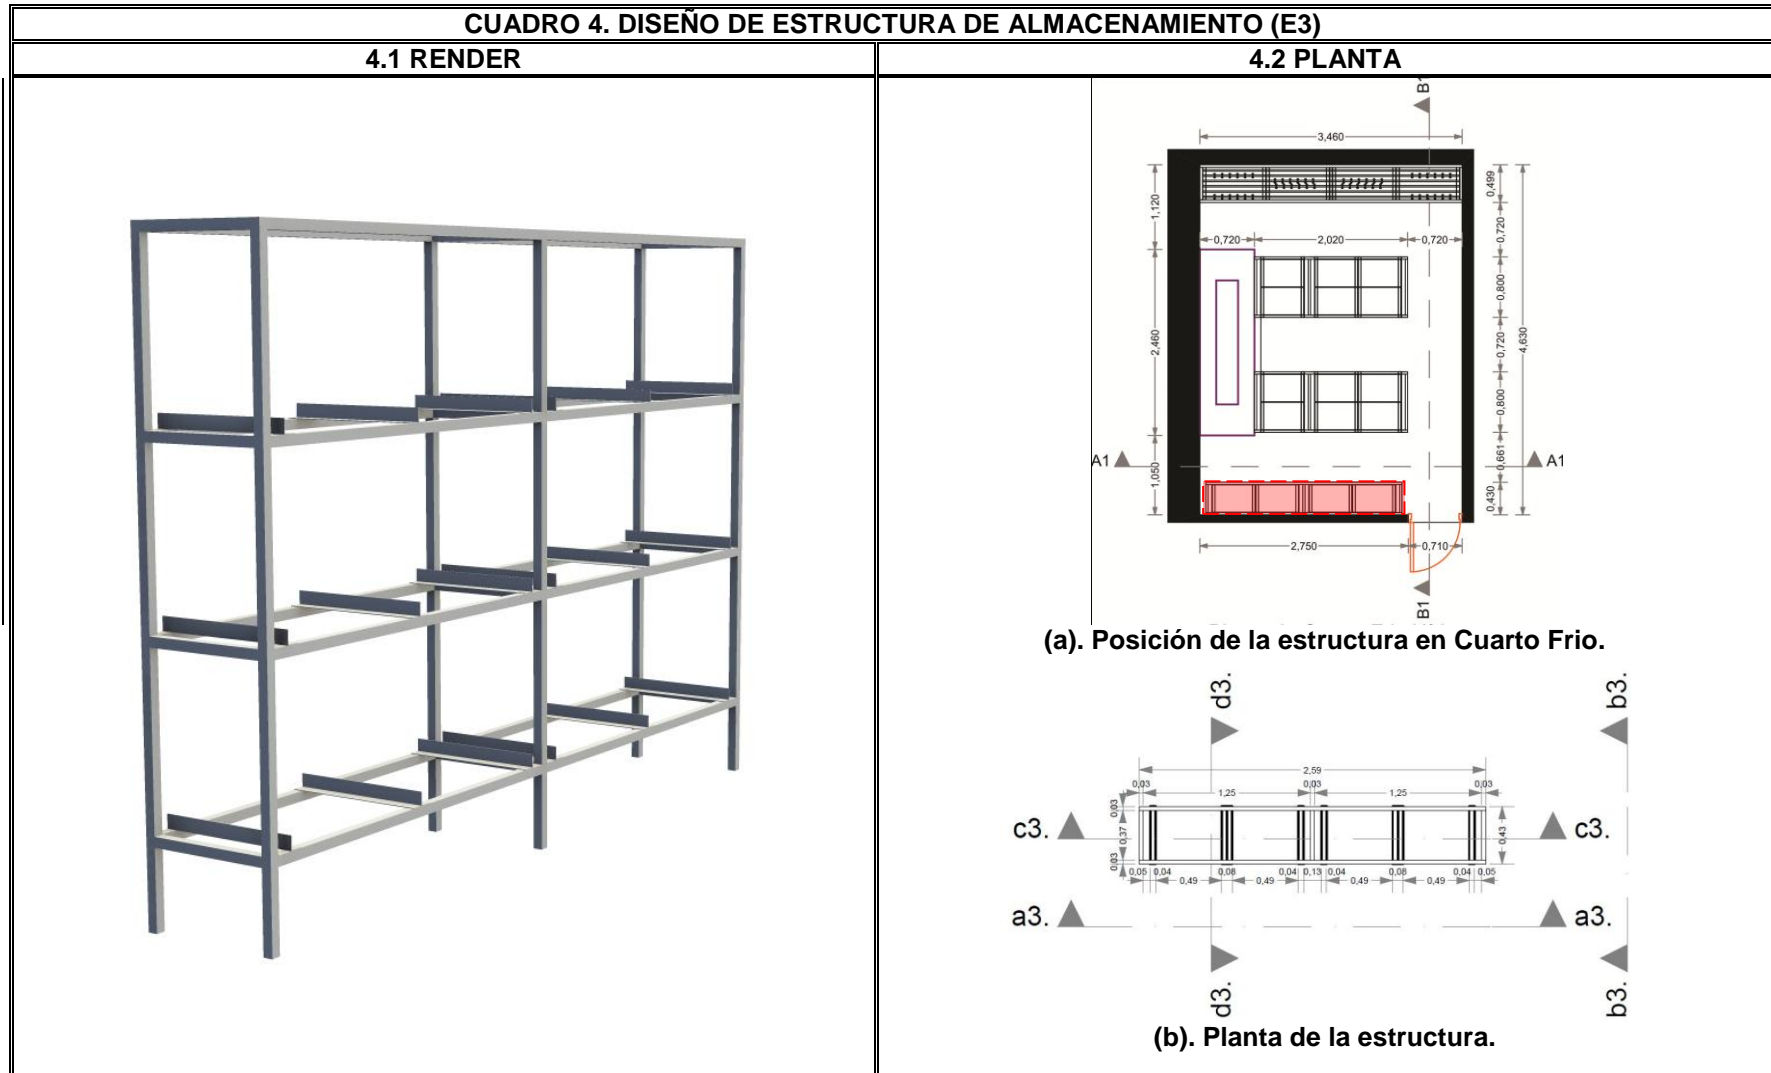 CUADRO 4. DISEÑO DE ESTRUCTURA DE ALMACENAMIENTO (E3)
4.1 RENDER
4.2 PLANTA
B1
3,460
1,120
0,499
0,720
0,720
2,020
0,720
0,800
2,460
0,720
4,630
0,800
A1
A1
1,050
0,661
0,430
2,750
0,710
B1
(a). Posición de la estructura en Cuarto Frio.
d3.
b3.
2,59
0,03
0,03
0,03
1,25
1,25
0,03
c3.
0,37
0,43
c3.
0,03
0,05
0,04
0,08
0,04
0,13
0,04
0,08
0,04
0,05
0,49
0,49
0,49
0,49
a3.
a3.
d3.
b3.
(b). Planta de la estructura.